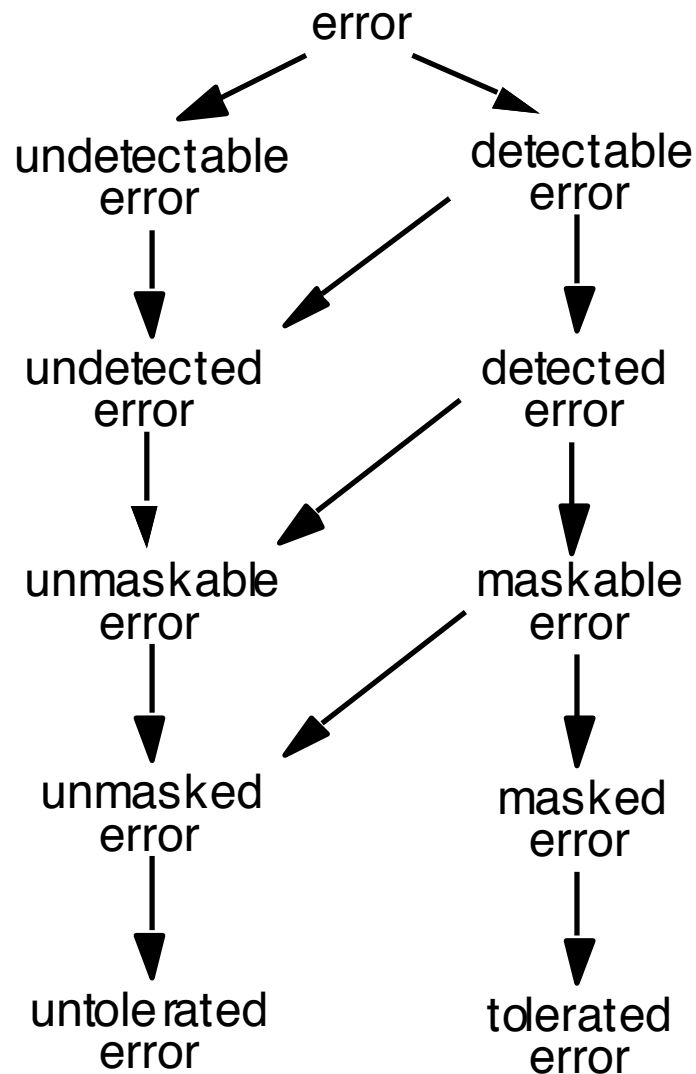 error
undetectable
error
detectable
error
undetected
error
detected
error
unmaskable
error
maskable
error
unmasked
error
masked
error
untolerated
error
tolerated
error